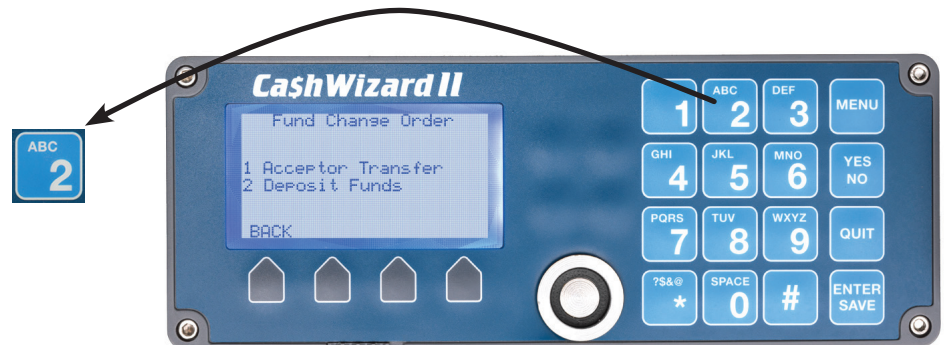 Ca$hWizard II
Fund Change Order
1 Acceptor Transfer
2 Deposit Funds
BACK
ABC
2
1
ABC
2
DEF
3
MENU
GHI
4
JKL
5
MNO
6
YES
NO
PQRS
7
TUV
8
WXYZ
9
QUIT
?$&@
*
SPACE
0
#
ENTER
SAVE